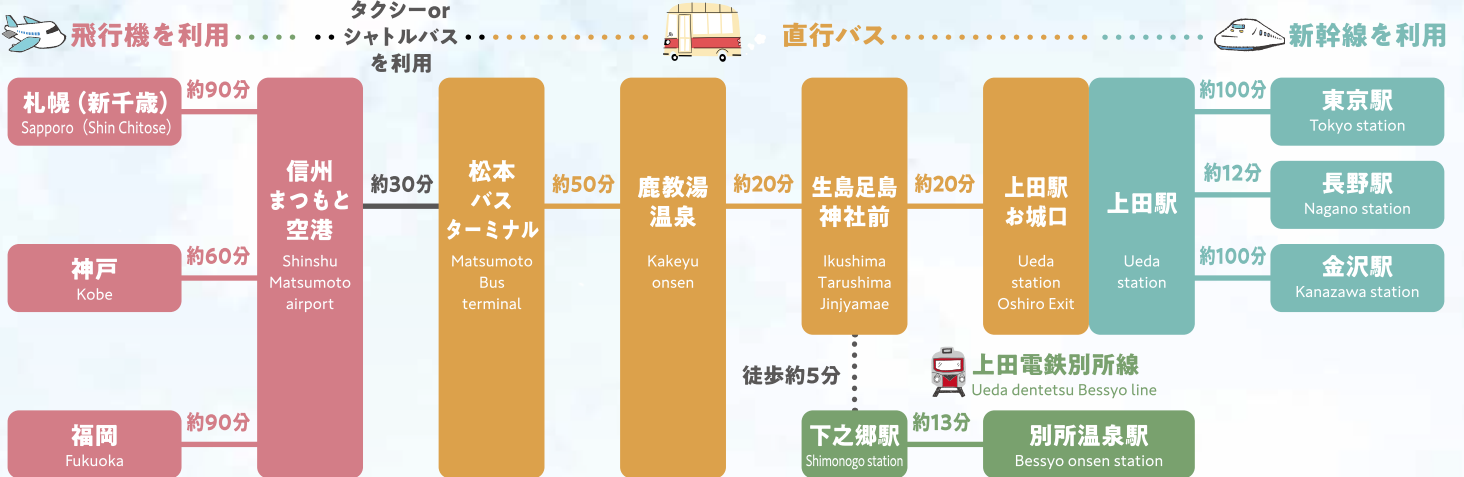 飛行機を利用
タクシーor
シャトルバス
を利用
直行バス
新幹線を利用
札幌（新千歳）
Sapporo（Shin Chitose）
約90分
神戸
Kobe
約60分
福岡
Fukuoka
約90分
信州
まつもと
空港
Shinshu
Matsumoto
airport
約30分
松本
バス
ターミナル
Matsumoto
Bus
terminal
約50分
鹿教湯
温泉
Kakeyu
onsen
約20分
生島足島
神社前
Ikushima
Tarushima
Jinjyamae
約20分
上田駅
お城口
Ueda
station
Oshiro Exit
上田駅
Ueda
station
約100分
東京駅
Tokyo station
約12分
長野駅
Nagano station
約100分
金沢駅
Kanazawa station
徒歩約5分
上田電鉄別所線
Ueda dentetsu Bessyo line
下之郷駅
Shimonogo station
約13分
別所温泉駅
Bessyo onsen station